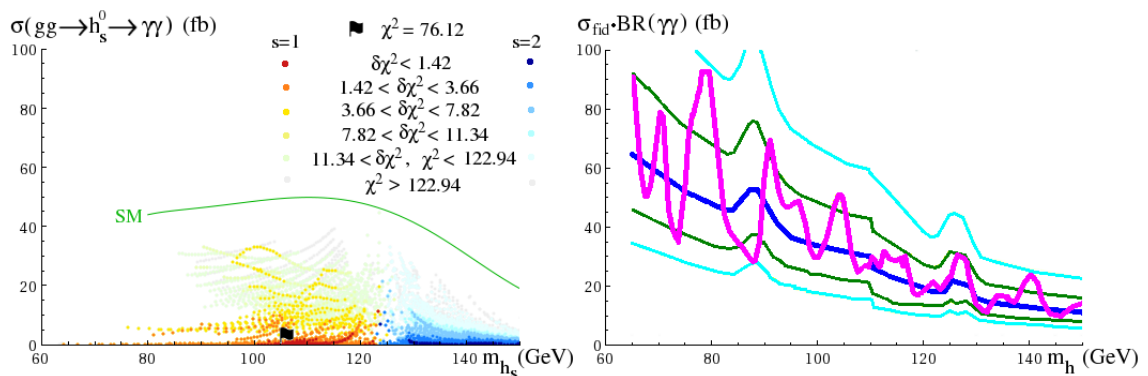 σ(gg→h⁰ₛ→γγ) (fb)
χ² = 76.12
s=1
s=2
δχ² < 1.42
1.42 < δχ² < 3.66
3.66 < δχ² < 7.82
7.82 < δχ² < 11.34
11.34 < δχ², χ² < 122.94
χ² > 122.94
SM
100
80
60
40
20
0
60
80
100
120
140
m_hₛ (GeV)
σ_fid·BR(γγ) (fb)
100
80
60
40
20
0
60
80
100
120
140
m_h (GeV)